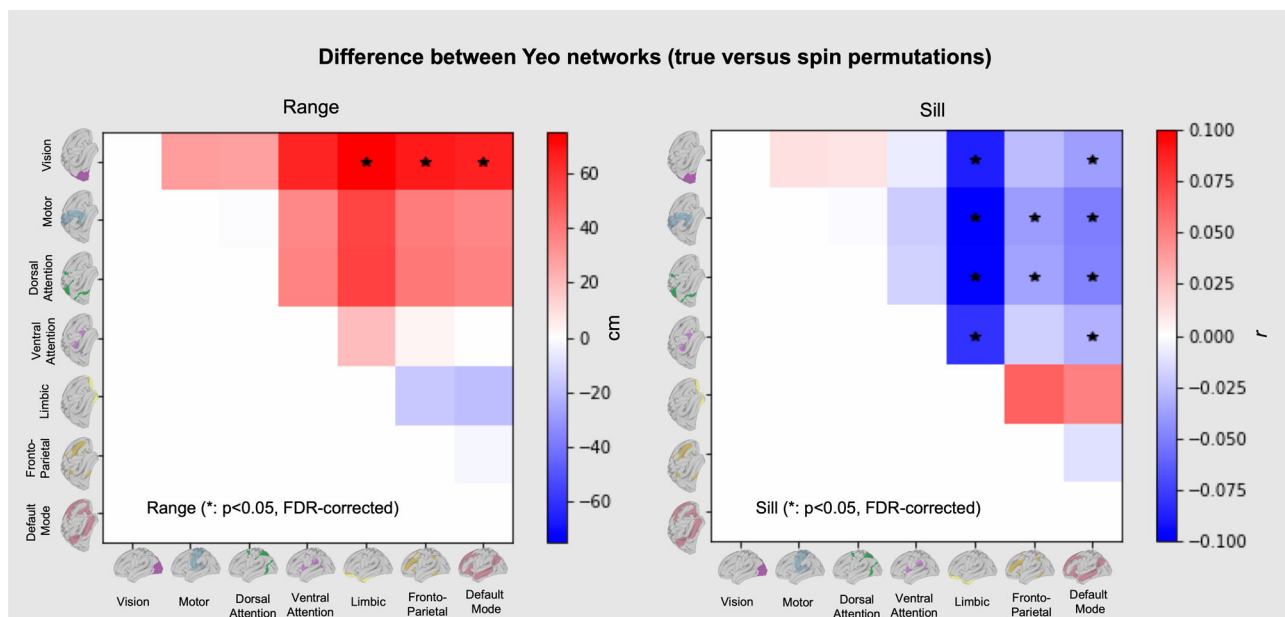 Difference between Yeo networks (true versus spin permutations)
Range
Vision
Motor
Dorsal
Attention
Ventral
Attention
Limbic
Fronto-
Parietal
Default
Mode
Range (*: p<0.05, FDR-corrected)
Vision
Motor
Dorsal
Attention
Ventral
Attention
Limbic
Fronto-
Parietal
Default
Mode
60
40
20
0
−20
−40
−60
cm
Sill
Sill (*: p<0.05, FDR-corrected)
Vision
Motor
Dorsal
Attention
Ventral
Attention
Limbic
Fronto-
Parietal
Default
Mode
0.100
0.075
0.050
0.025
0.000
−0.025
−0.050
−0.075
−0.100
r